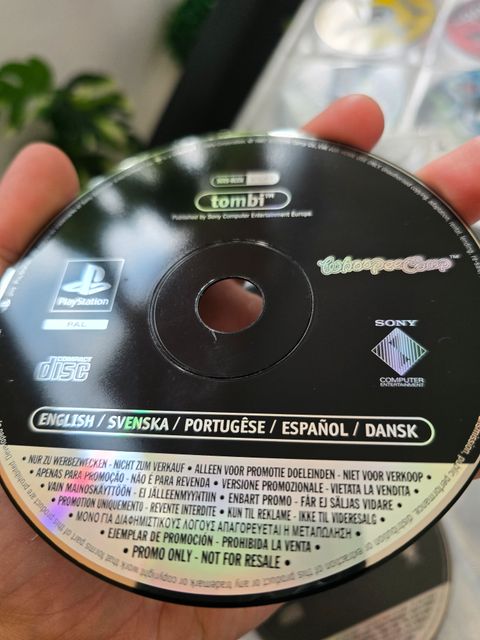 tombi™
Published by Sony Computer Entertainment Europe.
WhoopeeCamp™
PlayStation
PAL
SONY
COMPUTER
ENTERTAINMENT
COMPACT
disc
ENGLISH / SVENSKA / PORTUGÊSE / ESPAÑOL / DANSK
• NUR ZU WERBEZWECKEN - NICHT ZUM VERKAUF • ALLEEN VOOR PROMOTIE DOELEINDEN - NIET VOOR VERKOOP •
• APENAS PARA PROMOÇAO - NÃO É PARA REVENDA • VERSIONE PROMOZIONALE - VIETATA LA VENDITA •
• VAIN MAINOSKÄYTTÖÖN - EI JÄLLEENMYYNTIIN • ENBART PROMO - FÅR EJ SÄLJAS VIDARE •
• PROMOTION UNIQUEMENT - REVENTE INTERDITE • KUN TIL REKLAME - IKKE TIL VIDERESALG •
• ΜΟΝΟ ΓΙΑ ΔΙΑΦΗΜΙΣΤΙΚΟΥΣ ΛΟΓΟΥΣ ΑΠΑΓΟΡΕΥΕΤΑΙ Η ΜΕΤΑΠΩΛΗΣΗ •
• EJEMPLAR DE PROMOCIÓN - PROHIBIDA LA VENTA •
• PROMO ONLY - NOT FOR RESALE •